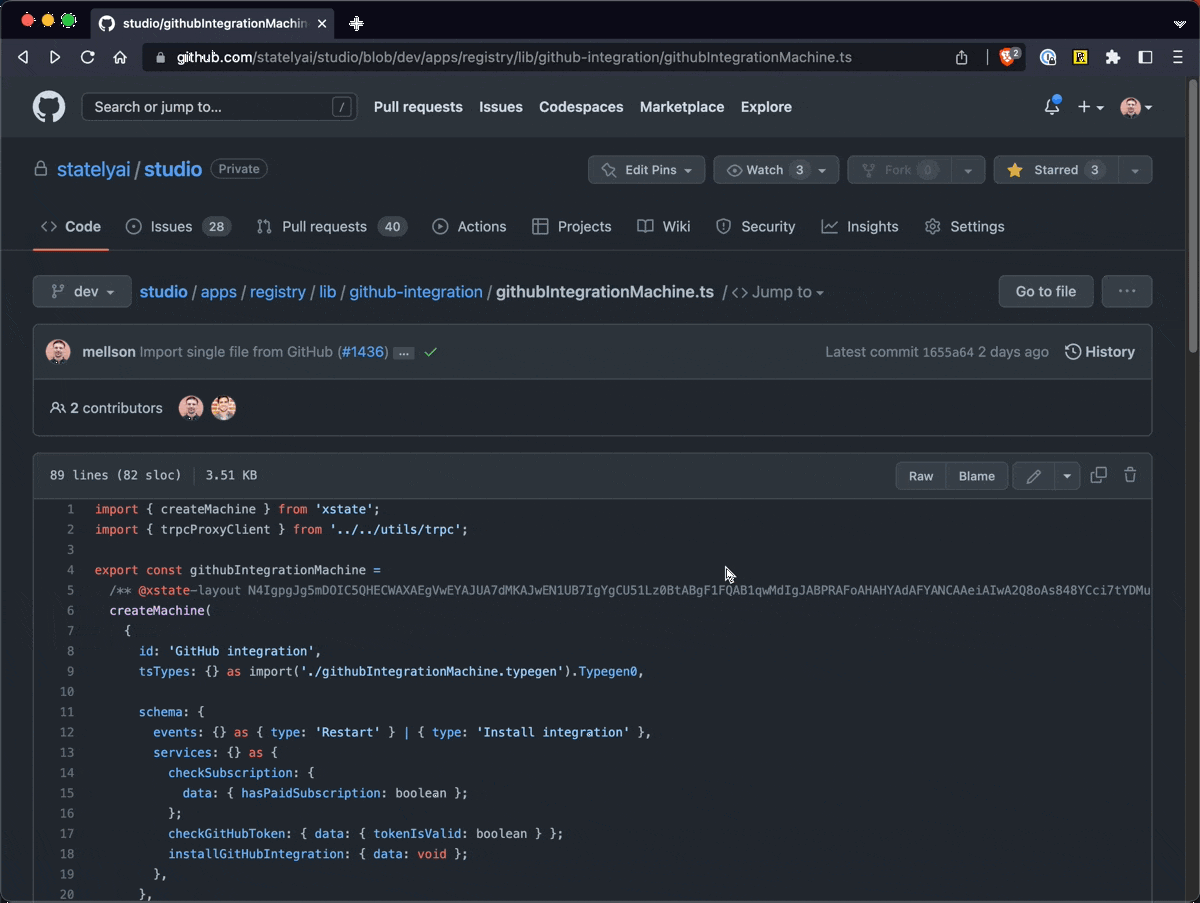 studio/githubIntegrationMachin
github.com/statelyai/studio/blob/dev/apps/registry/lib/github-integration/githubIntegrationMachine.ts
2
Search or jump to...
/
Pull requests
Issues
Codespaces
Marketplace
Explore
statelyai / studio
Private
Edit Pins
Watch 3
Fork 0
Starred 3
Code
Issues 28
Pull requests 40
Actions
Projects
Wiki
Security
Insights
Settings
dev
studio / apps / registry / lib / github-integration / githubIntegrationMachine.ts / <> Jump to
Go to file
...
mellson Import single file from GitHub (#1436) ...
Latest commit 1655a64 2 days ago
History
2 contributors
89 lines (82 sloc)
3.51 KB
Raw
Blame
1 import { createMachine } from 'xstate';
2 import { trpcProxyClient } from '../../utils/trpc';
3
4 export const githubIntegrationMachine =
5 /** @xstate-layout
6 createMachine(
7 {
8 id: 'GitHub integration',
9 tsTypes: {} as import('./githubIntegrationMachine.typegen').Typegen0,
10
11 schema: {
12 events: {} as { type: 'Restart' } | { type: 'Install integration' },
13 services: {} as {
14 checkSubscription: {
15 data: { hasPaidSubscription: boolean };
16 };
17 checkGitHubToken: { data: { tokenIsValid: boolean } };
18 installGitHubIntegration: { data: void };
19 },
20 },